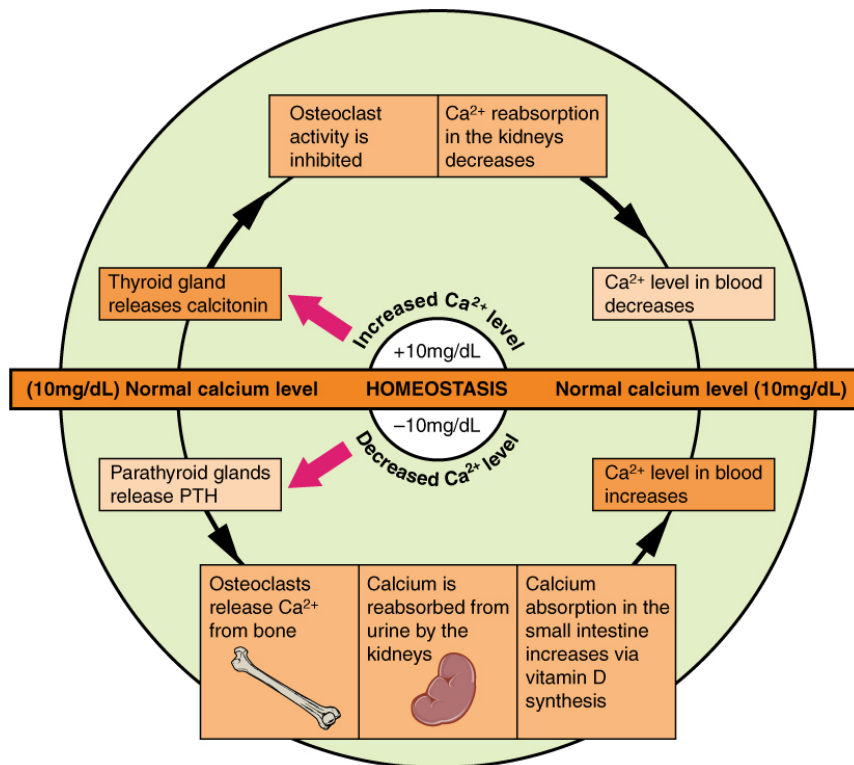 Osteoclast
activity is
inhibited
Ca²⁺ reabsorption
in the kidneys
decreases
Thyroid gland
releases calcitonin
Increased Ca²⁺ level
+10mg/dL
Ca²⁺ level in blood
decreases
(10mg/dL) Normal calcium level
HOMEOSTASIS
Normal calcium level (10mg/dL)
–10mg/dL
Decreased Ca²⁺ level
Parathyroid glands
release PTH
Ca²⁺ level in blood
increases
Osteoclasts
release Ca²⁺
from bone
Calcium is
reabsorbed from
urine by the
kidneys
Calcium
absorption in the
small intestine
increases via
vitamin D
synthesis